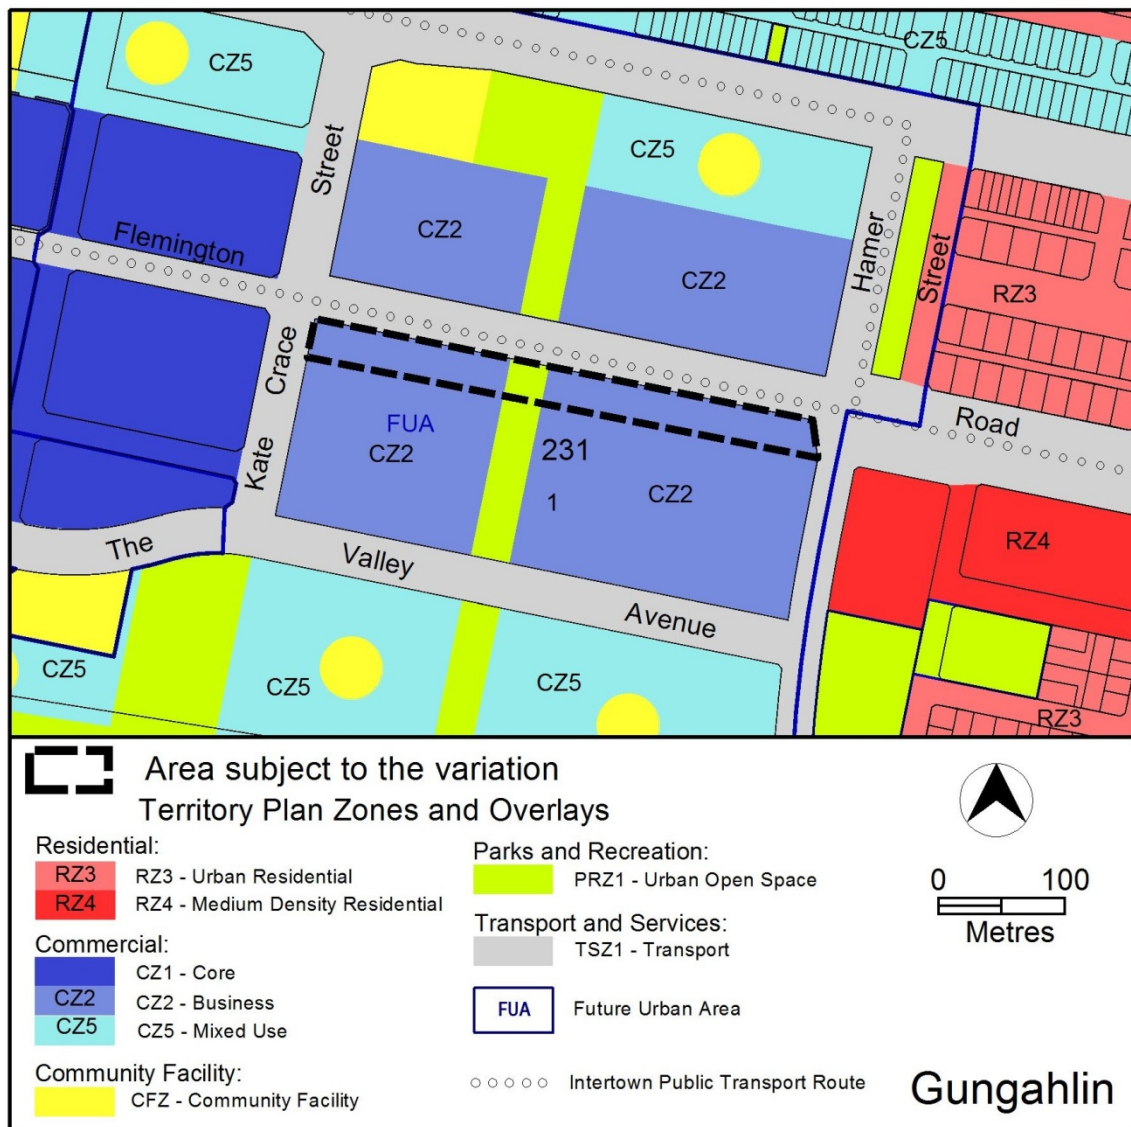 CZ5
CZ5
Street
CZ5
CZ2
CZ2
Flemington
Hamer
Street
RZ3
Kate Crace
FUA
CZ2
231
1
CZ2
Road
The
Valley
Avenue
RZ4
CZ5
CZ5
CZ5
RZ3
Area subject to the variation
Territory Plan Zones and Overlays
Residential:
RZ3 RZ3 - Urban Residential
RZ4 RZ4 - Medium Density Residential
Commercial:
CZ1 - Core
CZ2 CZ2 - Business
CZ5 CZ5 - Mixed Use
Community Facility:
CFZ - Community Facility
Parks and Recreation:
PRZ1 - Urban Open Space
Transport and Services:
TSZ1 - Transport
FUA Future Urban Area
Intertown Public Transport Route
0 100
Metres
Gungahlin